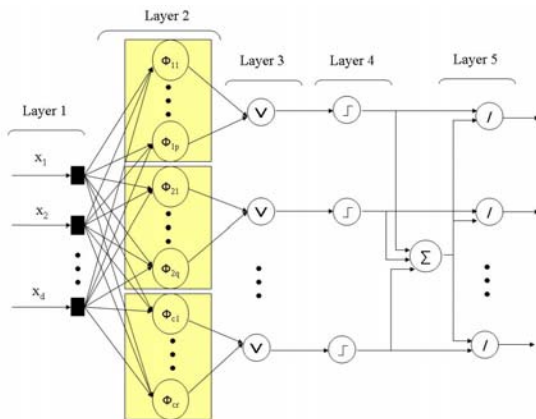 Layer 2
Layer 3
Layer 4
Layer 5
Layer 1
Φ11
Φ1p
Φ21
Φ2q
Φc1
Φcr
x1
x2
xd
V
V
V
Σ
/
/
/